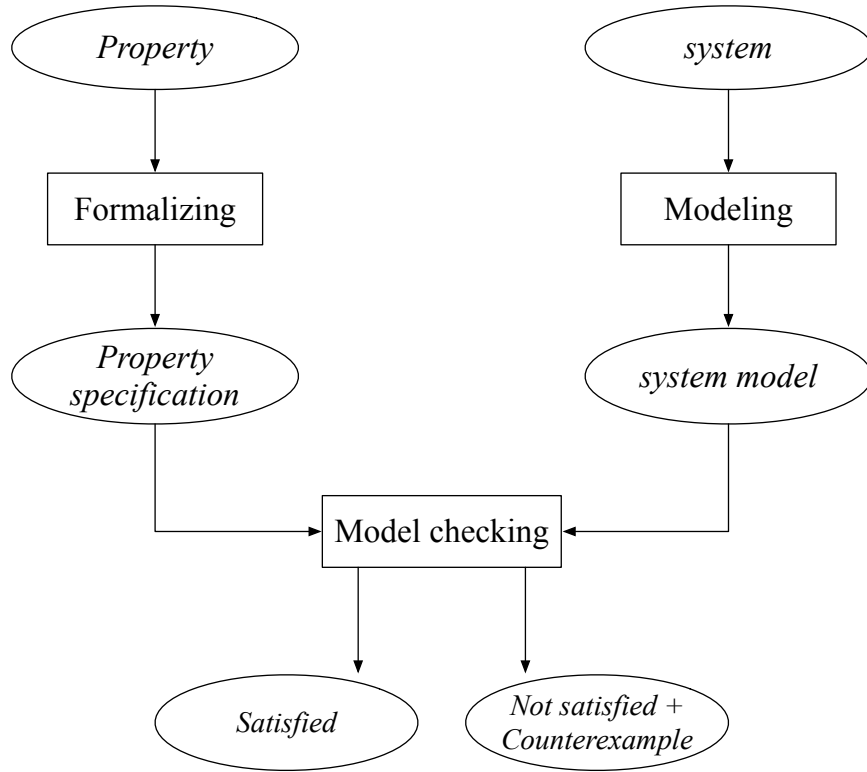 Property
system
Formalizing
Modeling
Property
specification
system model
Model checking
Satisfied
Not satisfied +
Counterexample